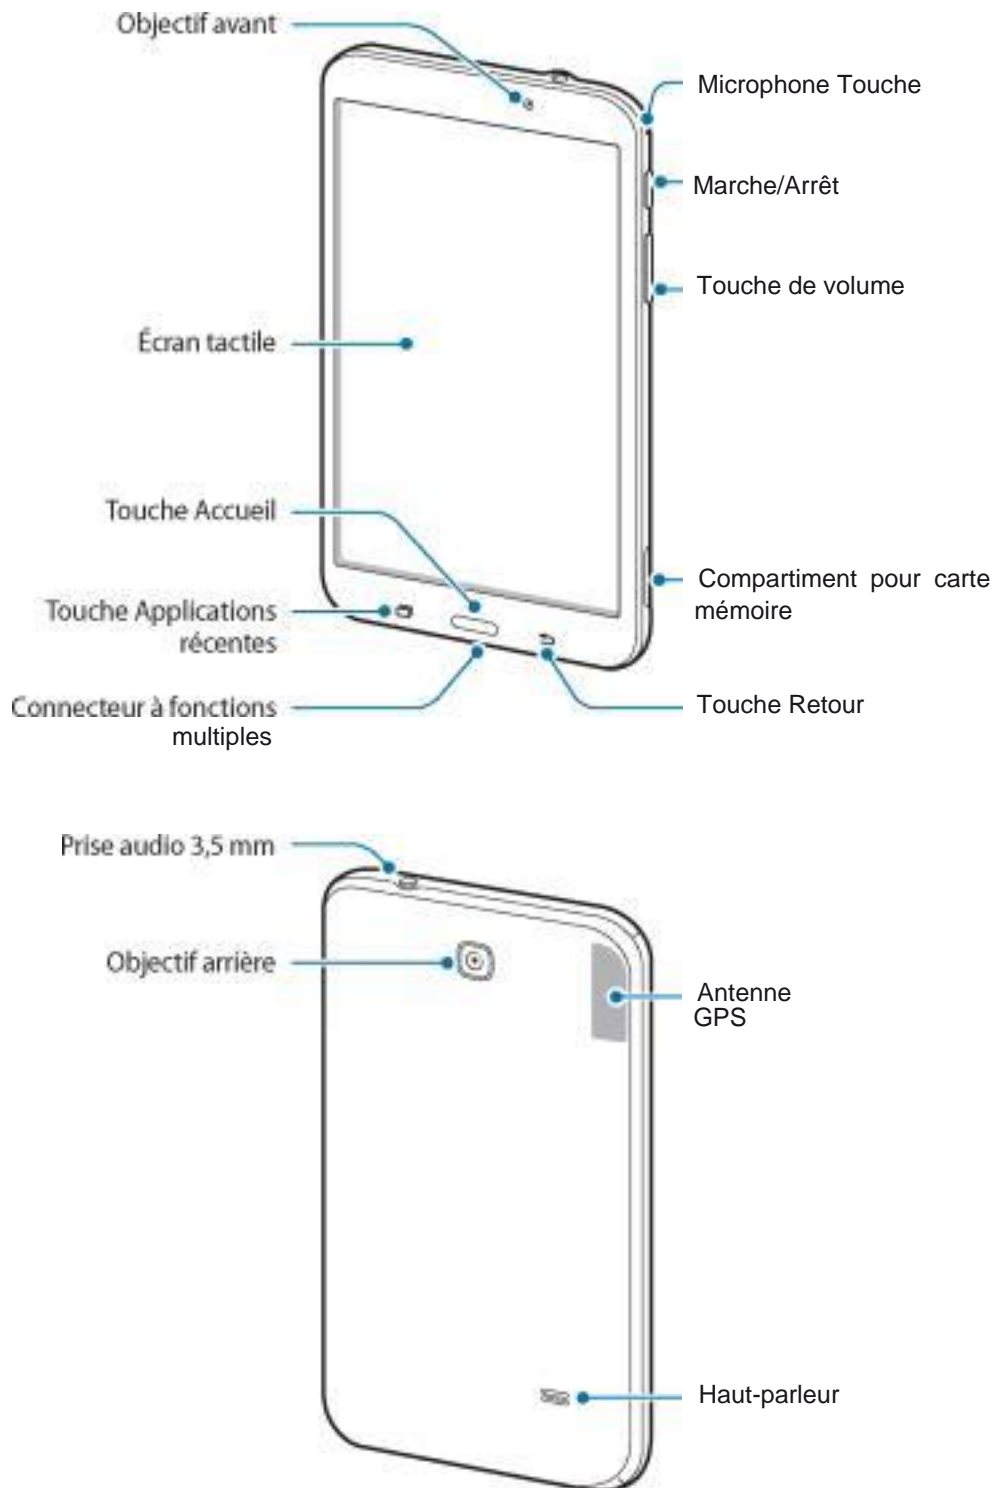 Objectif avant
Microphone Touche
Marche/Arrêt
Touche de volume
Écran tactile
Touche Accueil
Compartiment pour carte
mémoire
Touche Applications
récentes
Touche Retour
Connecteur à fonctions
multiples
Prise audio 3,5 mm
Objectif arrière
Antenne
GPS
Haut-parleur